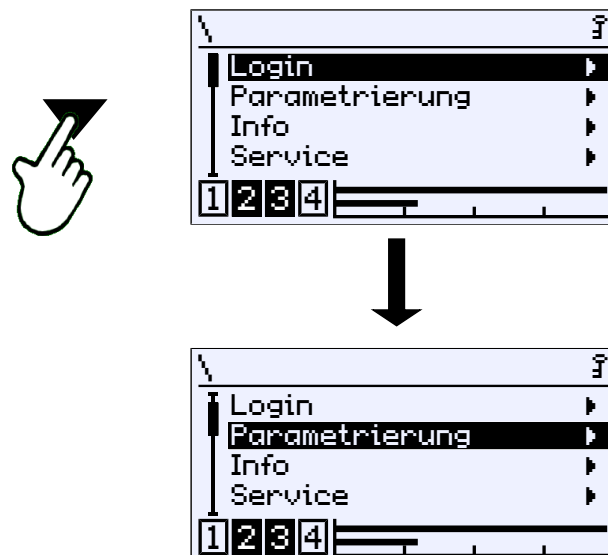 \
Login
Parametrierung
Info
Service
1 2 3 4
\
Login
Parametrierung
Info
Service
1 2 3 4